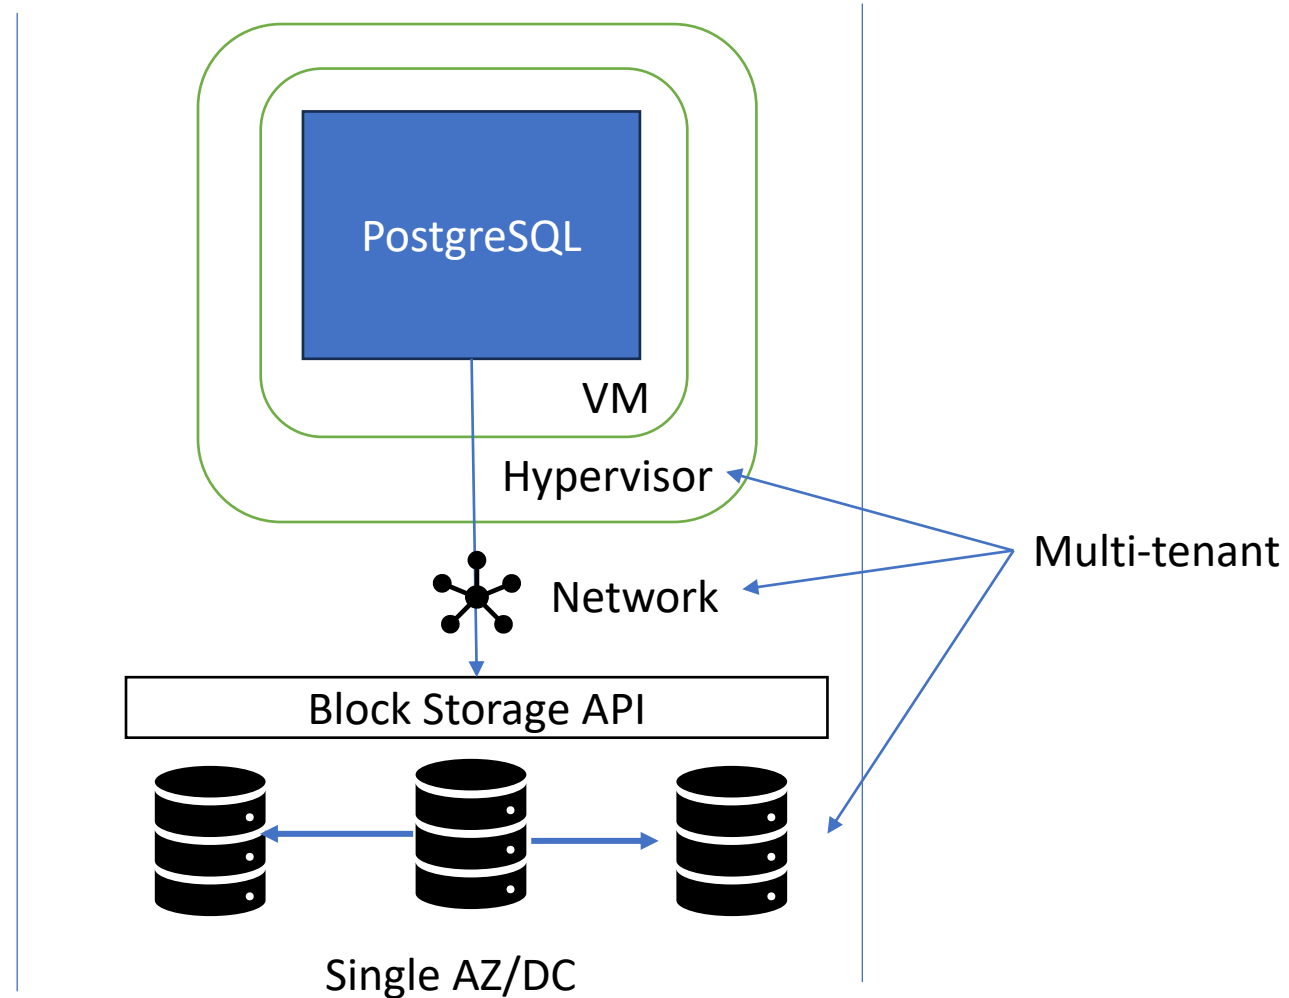 PostgreSQL
VM
Hypervisor
Multi-tenant
Network
Block Storage API
Single AZ/DC